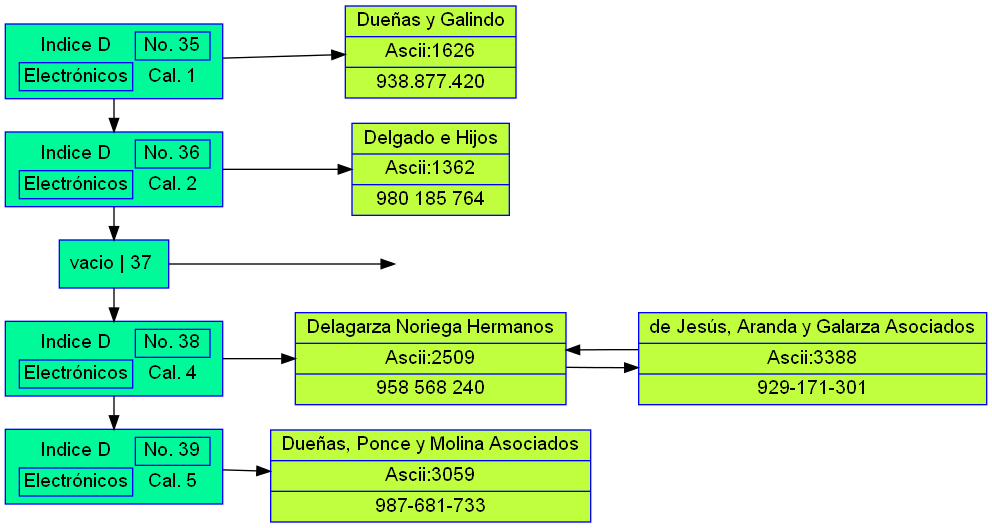 Indice D No. 35
Electrónicos Cal. 1
Dueñas y Galindo
Ascii:1626
938.877.420
Indice D No. 36
Electrónicos Cal. 2
Delgado e Hijos
Ascii:1362
980 185 764
vacio | 37
Indice D No. 38
Electrónicos Cal. 4
Delagarza Noriega Hermanos
Ascii:2509
958 568 240
de Jesús, Aranda y Galarza Asociados
Ascii:3388
929-171-301
Indice D No. 39
Electrónicos Cal. 5
Dueñas, Ponce y Molina Asociados
Ascii:3059
987-681-733